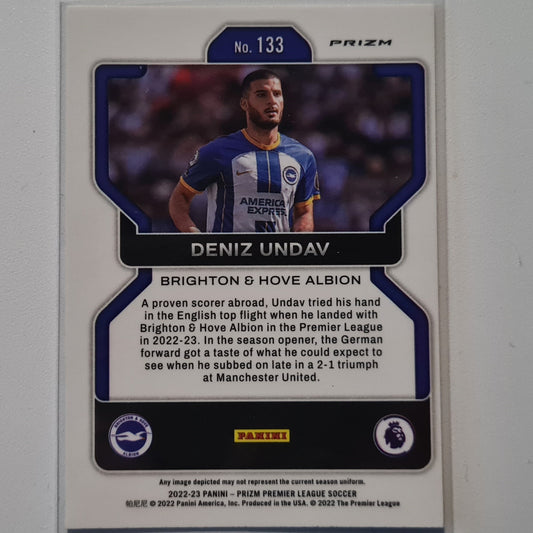 No. 133
PRIZM
AMERICAN
EXPRESS
DENIZ UNDAV
BRIGHTON & HOVE ALBION
A proven scorer abroad, Undav tried his hand
in the English top flight when he landed with
Brighton & Hove Albion in the Premier League
in 2022-23. In the season opener, the German
forward got a taste of what he could expect to
see when he subbed on late in a 2-1 triumph
at Manchester United.
BRIGHTON & HOVE
ALBION
PANINI
Any image depicted may not represent the current season uniform.
2022-23 PANINI – PRIZM PREMIER LEAGUE SOCCER
帕尼尼 © 2022 Panini America, Inc. Produced in the USA. © 2022 The Premier League